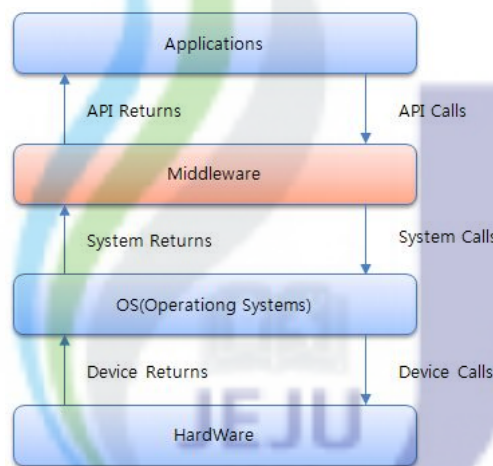 Applications
API Returns
API Calls
Middleware
System Returns
System Calls
OS(Operationg Systems)
Device Returns
Device Calls
JEJU
HardWare